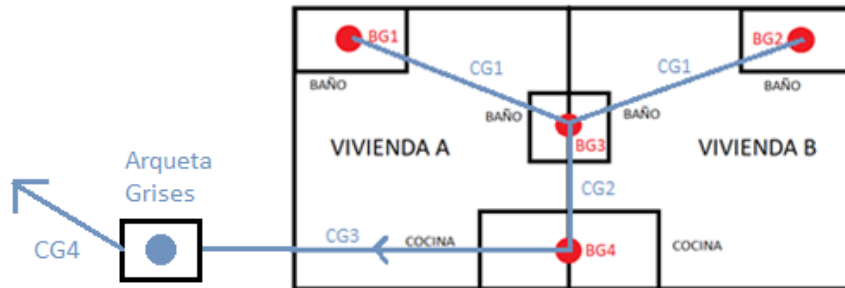 BG1
BG2
CG1
CG1
BAÑO
BAÑO
BAÑO
BAÑO
VIVIENDA A
BG3
VIVIENDA B
Arqueta
Grises
CG2
CG4
CG3
COCINA
BG4
COCINA